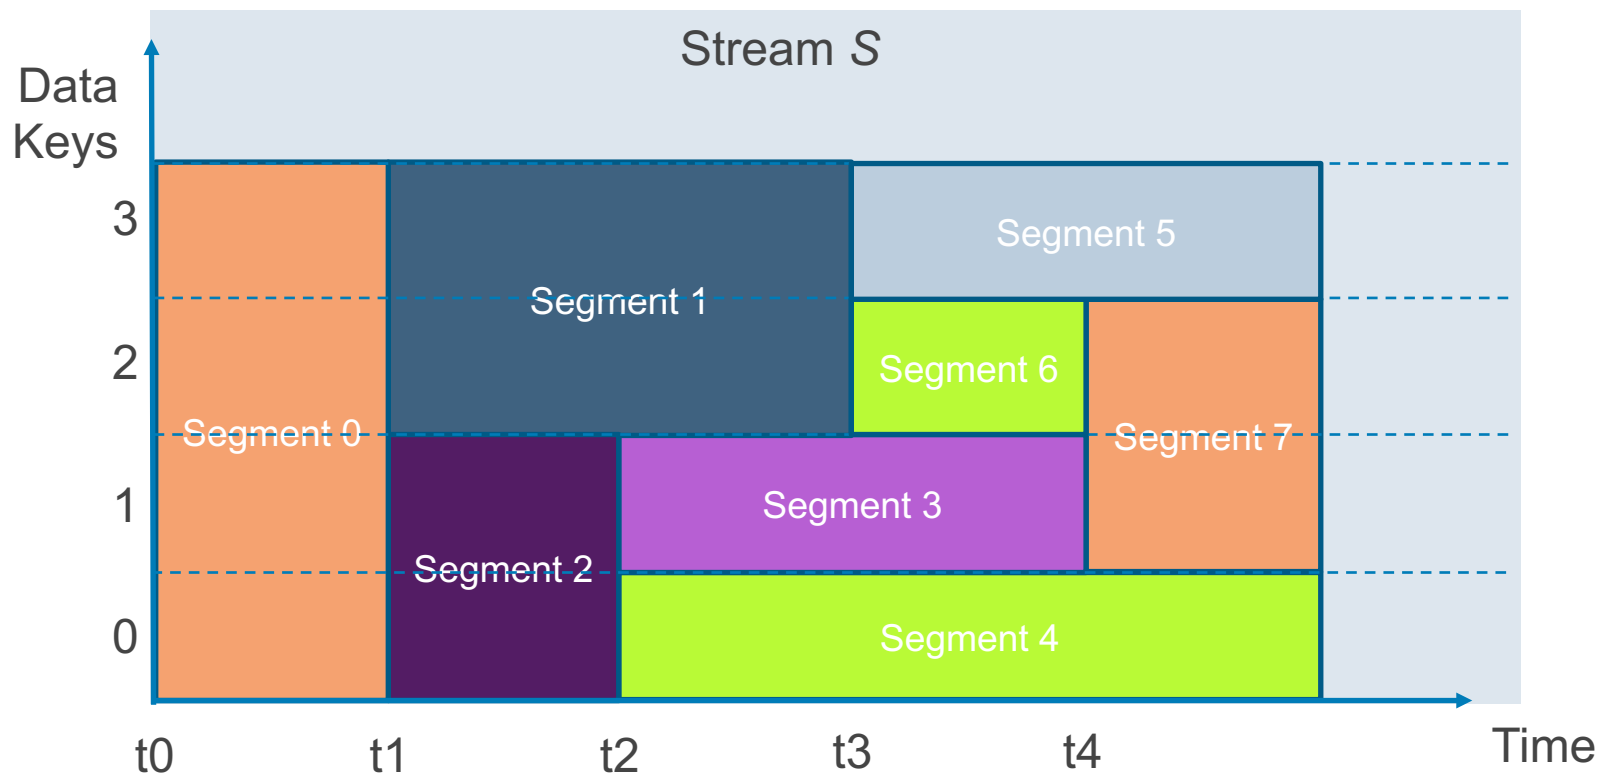 Stream S
Data
Keys
3
Segment 5
Segment 1
2
Segment 6
Segment 0
Segment 7
1
Segment 3
Segment 2
0
Segment 4
t0
t1
t2
t3
t4
Time